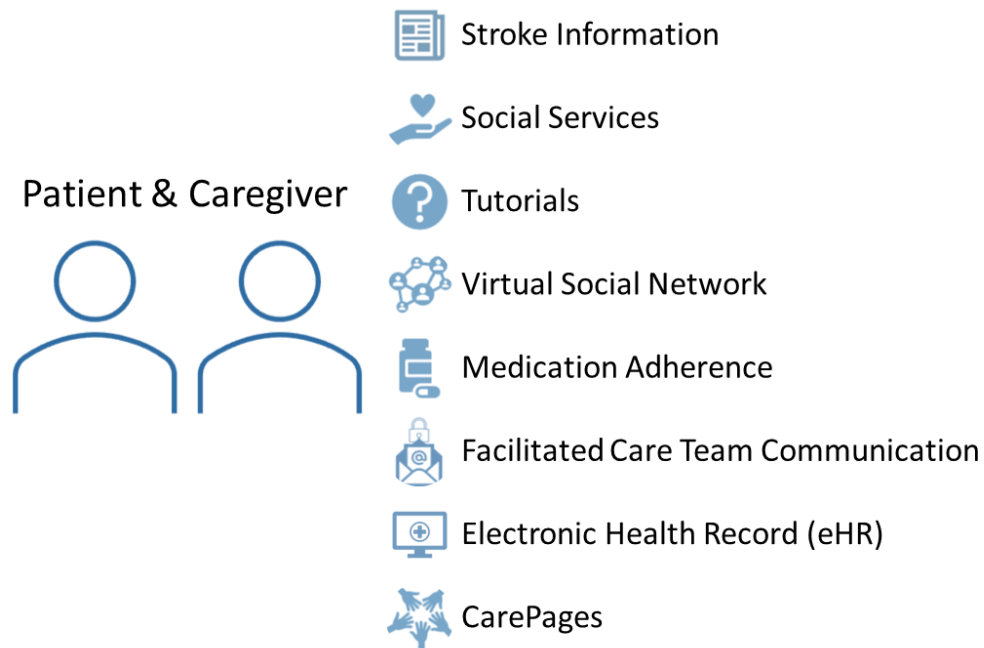 Patient & Caregiver
Stroke Information
Social Services
?
Tutorials
Virtual Social Network
Medication Adherence
@
Facilitated Care Team Communication
Electronic Health Record (eHR)
CarePages